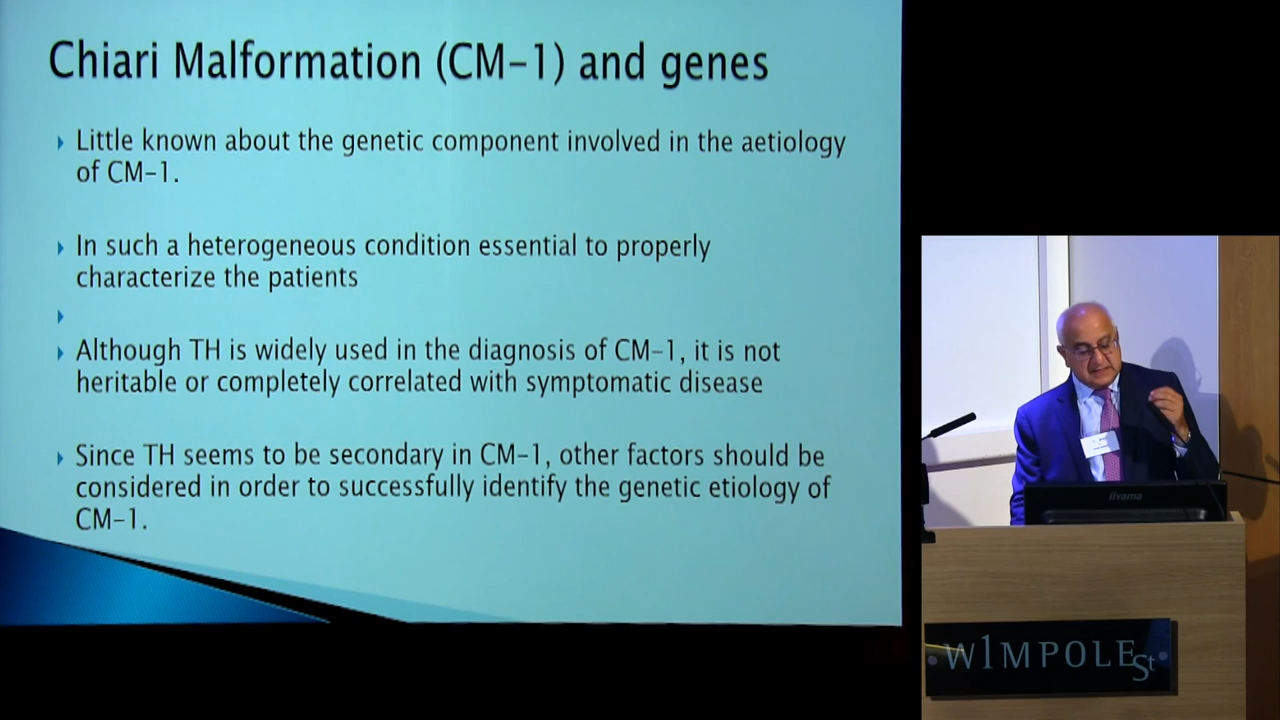 Chiari Malformation (CM-1) and genes
Little known about the genetic component involved in the aetiology
of CM-1.
In such a heterogeneous condition essential to properly
characterize the patients
Although TH is widely used in the diagnosis of CM-1, it is not
heritable or completely correlated with symptomatic disease
Since TH seems to be secondary in CM-1, other factors should be
considered in order to successfully identify the genetic etiology of
CM-1.
iiyama
W1MPOLE St